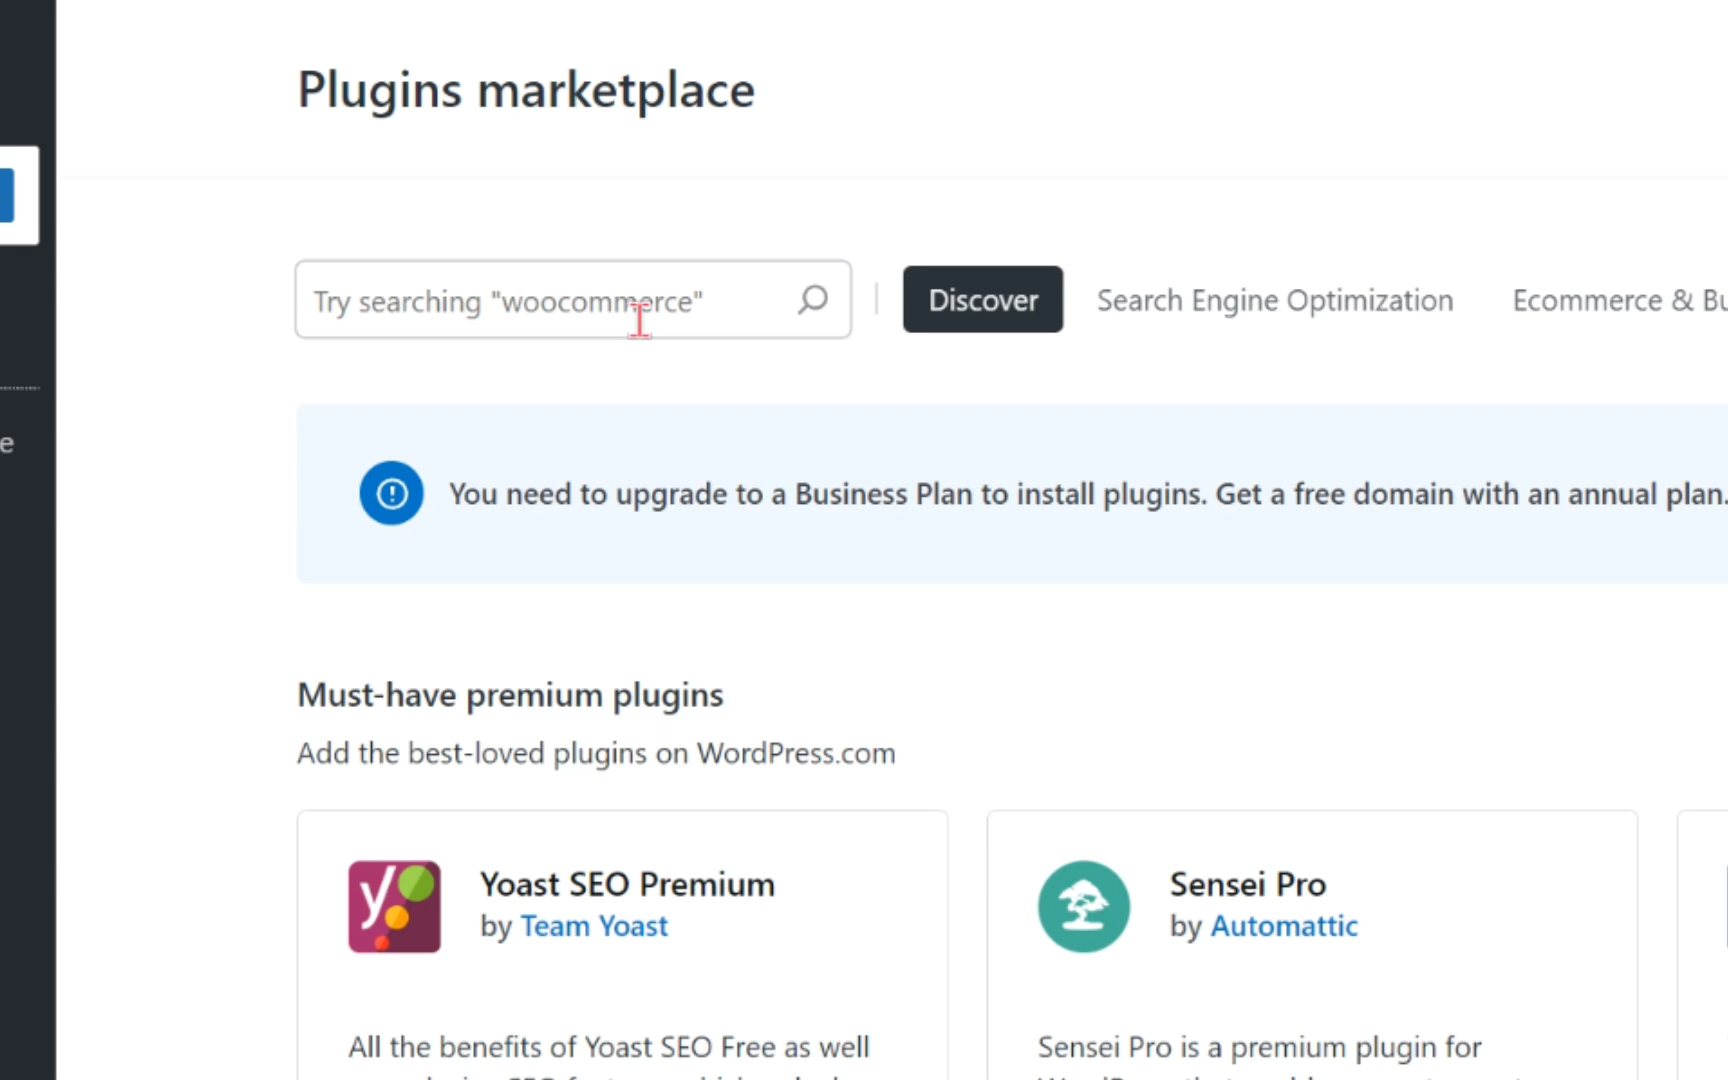 Plugins marketplace
Try searching "woocommerce"
Discover
Search Engine Optimization
Ecommerce &
e
You need to upgrade to a Business Plan to install plugins. Get a free domain with an annual plan.
Must-have premium plugins
Add the best-loved plugins on WordPress.com
Yoast SEO Premium
by Team Yoast
All the benefits of Yoast SEO Free as well
Sensei Pro
by Automattic
Sensei Pro is a premium plugin for